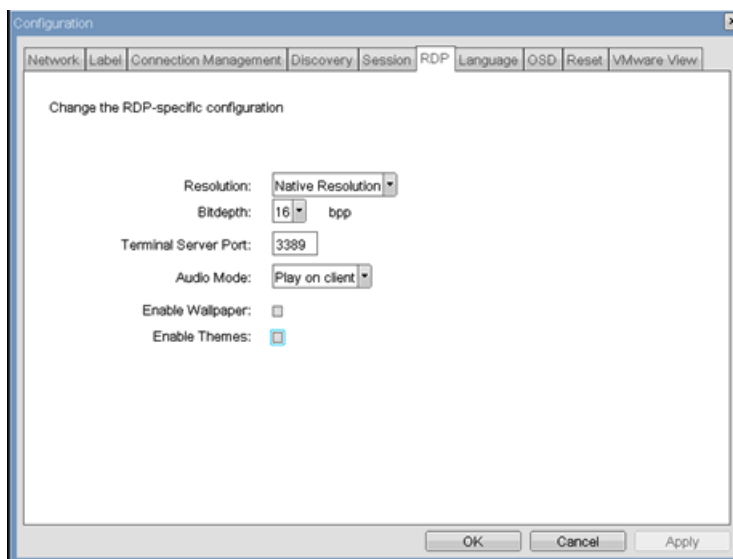 Configuration
Network Label Connection Management Discovery Session RDP Language OSD Reset VMware View
Change the RDP-specific configuration
Resolution: Native Resolution
Bitdepth: 16 bpp
Terminal Server Port: 3389
Audio Mode: Play on client
Enable Wallpaper:
Enable Themes:
OK Cancel Apply